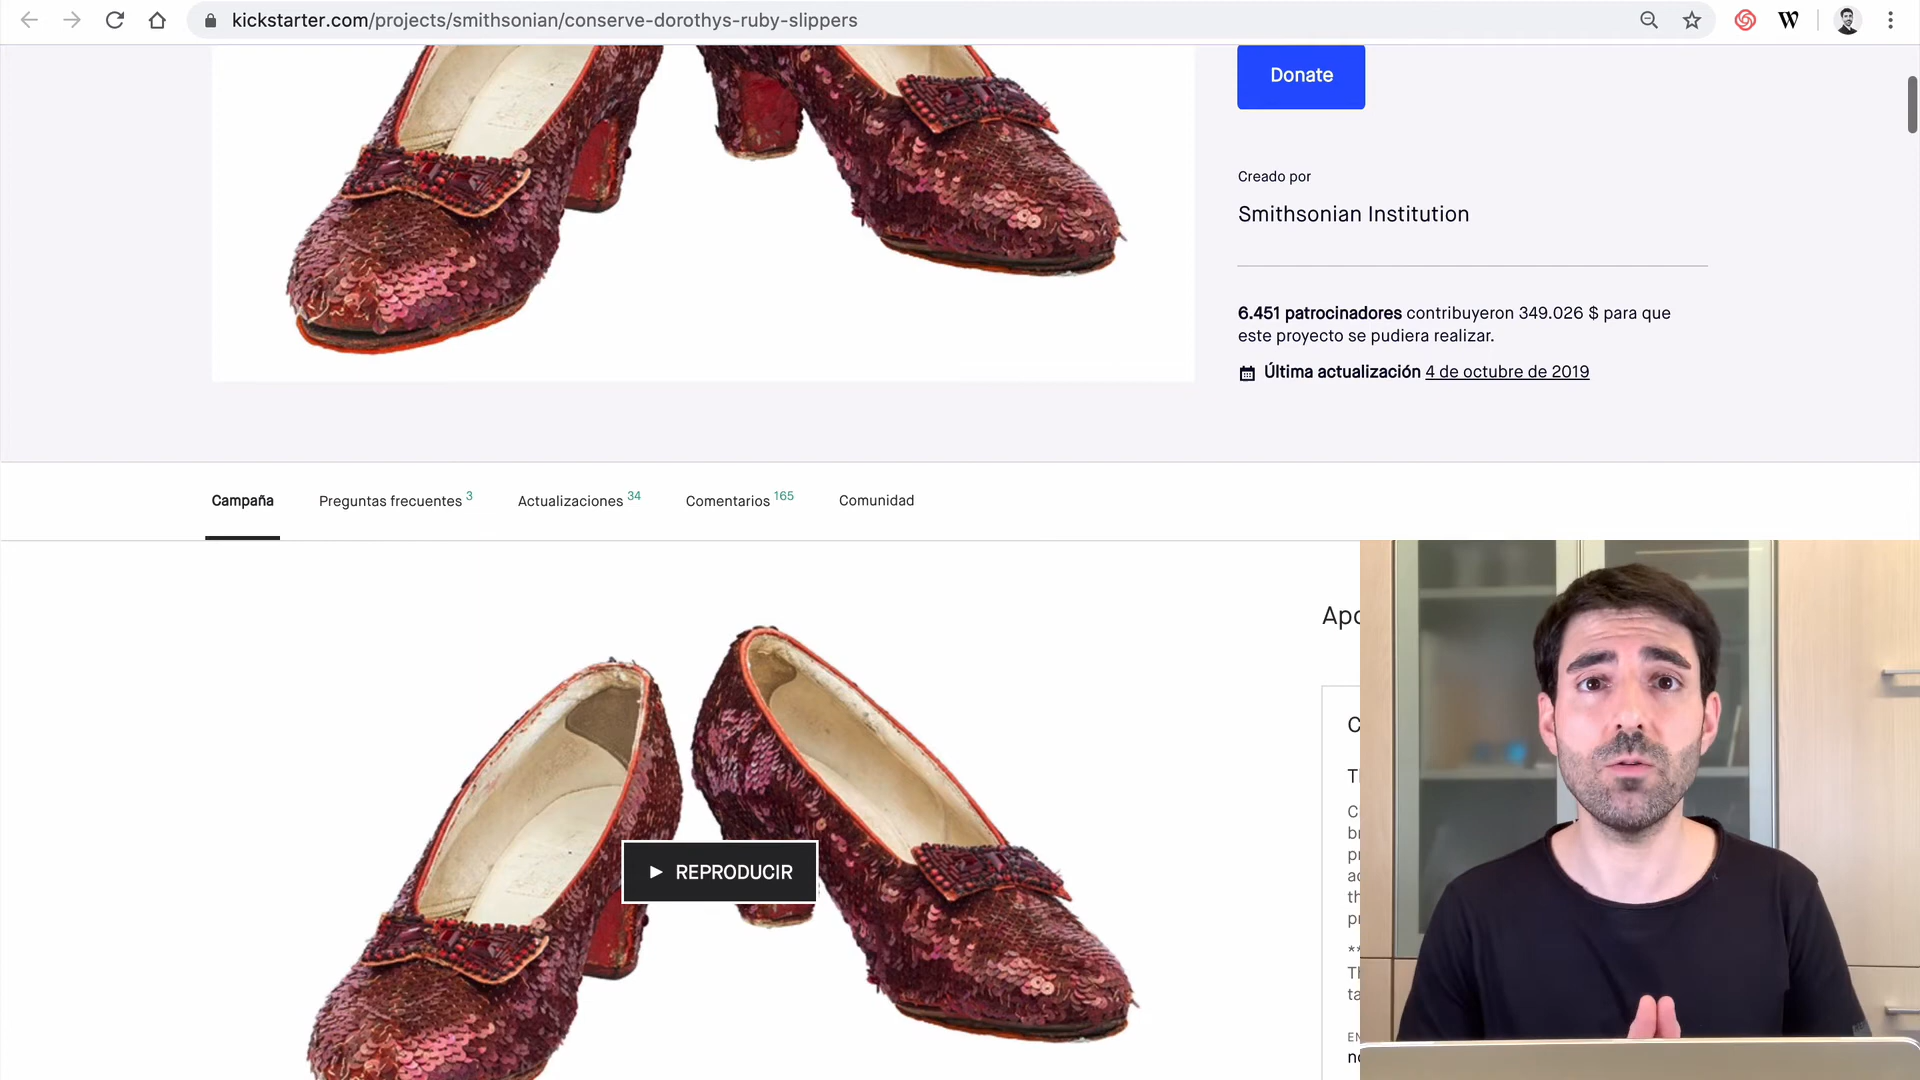 kickstarter.com/projects/smithsonian/conserve-dorothys-ruby-slippers
W
Donate
Creado por
Smithsonian Institution
6.451 patrocinadores contribuyeron 349.026 $ para que
este proyecto se pudiera realizar.
Última actualización 4 de octubre de 2019
Campaña Preguntas frecuentes 3 Actualizaciones 34 Comentarios 165 Comunidad
REPRODUCIR